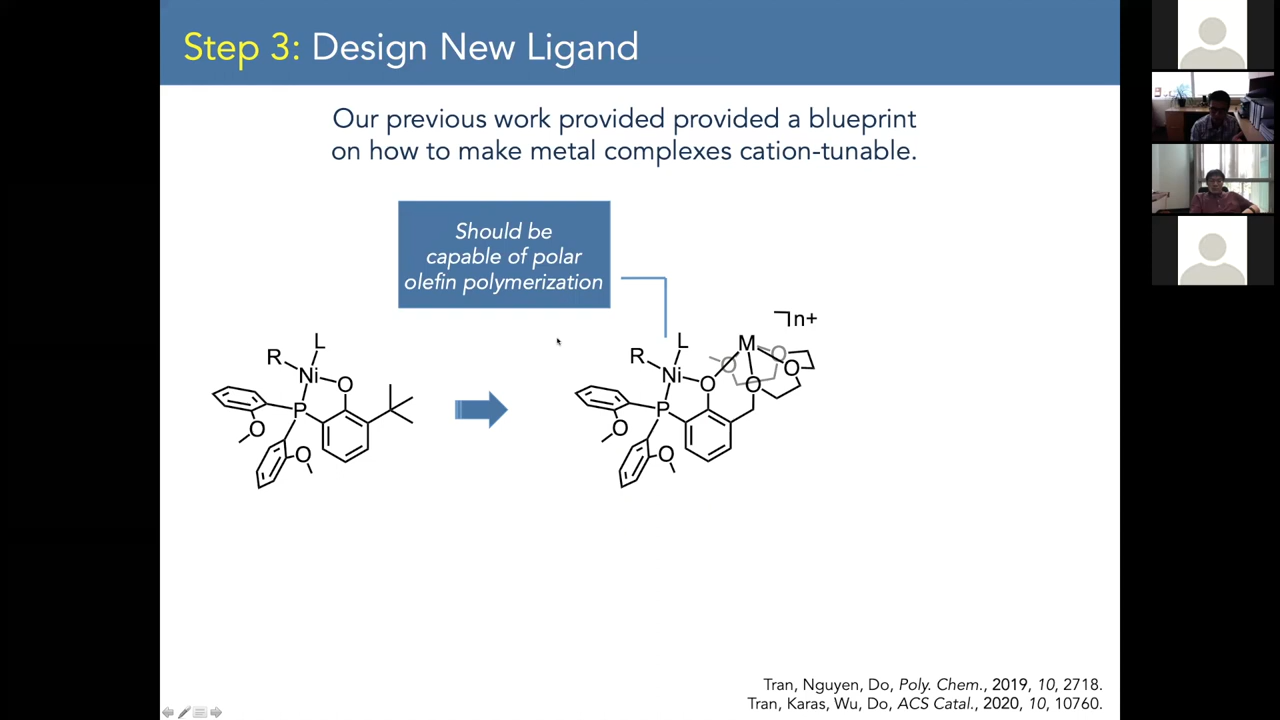 Step 3: Design New Ligand
Our previous work provided provided a blueprint
on how to make metal complexes cation-tunable.
Should be
capable of polar
olefin polymerization
L
R
Ni
O
P
O
O
L
R
Ni
O
P
O
O
M
O
O
O
O
n+
Tran, Nguyen, Do, Poly. Chem., 2019, 10, 2718.
Tran, Karas, Wu, Do, ACS Catal., 2020, 10, 10760.